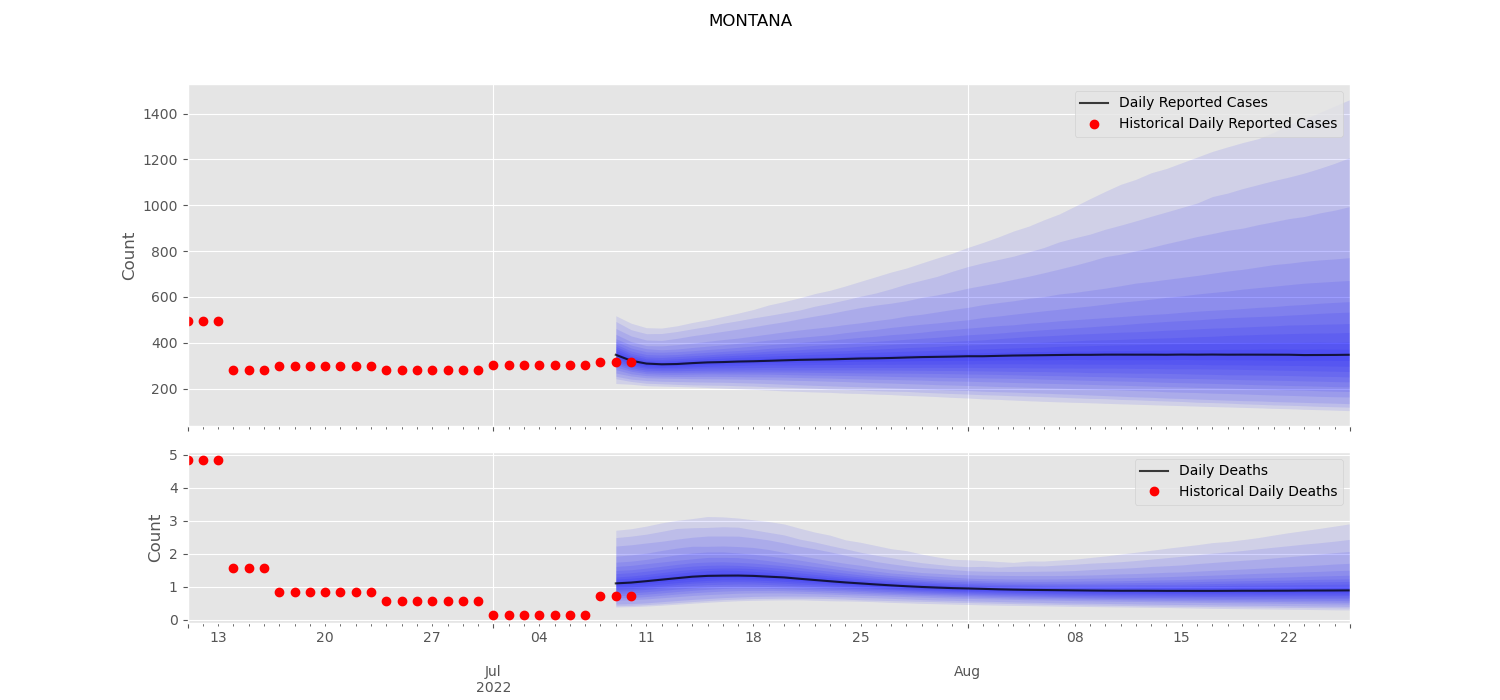 MONTANA
Daily Reported Cases
Historical Daily Reported Cases
Count
1400
1200
1000
800
600
400
200
Daily Deaths
Historical Daily Deaths
Count
5
4
3
2
1
0
13 20 27 04 11 18 25 08 15 22
Jul Aug
2022